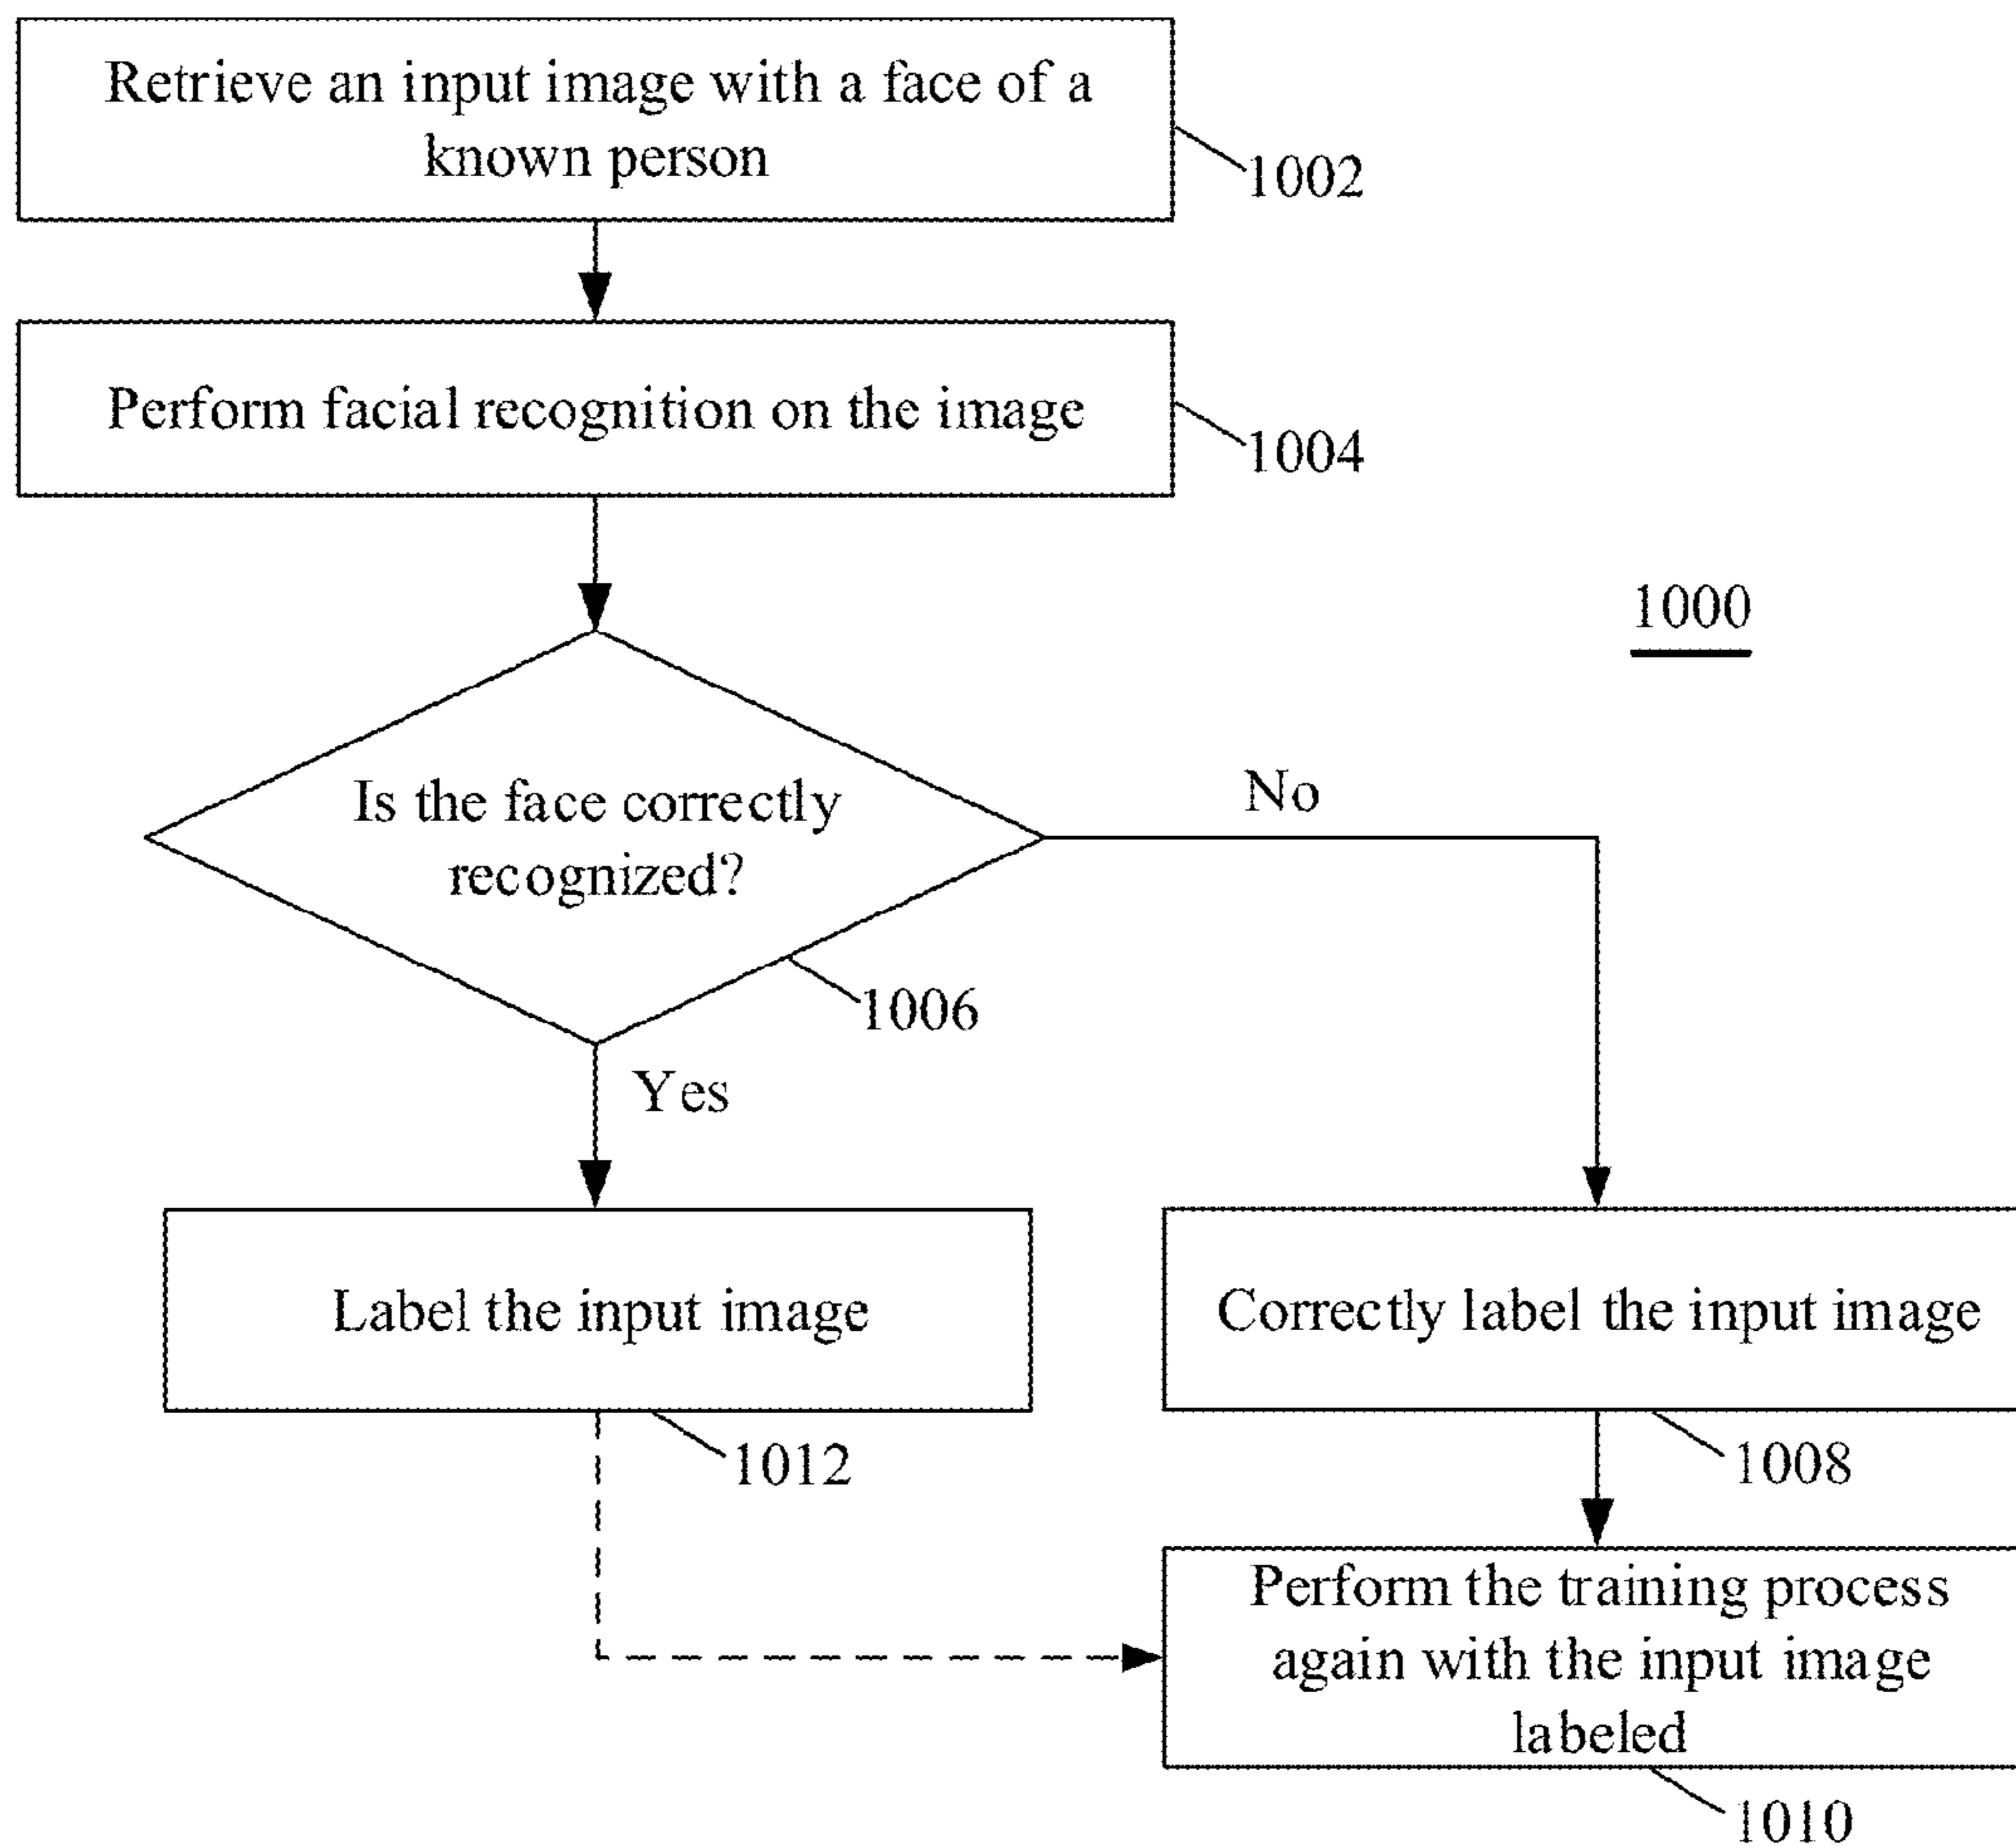 Retrieve an input image with a face of a
known person
1002
Perform facial recognition on the image
1004
1000
Is the face correctly
recognized?
No
1006
Yes
Label the input image
Correctly label the input image
1012
1008
Perform the training process
again with the input image
labeled
1010